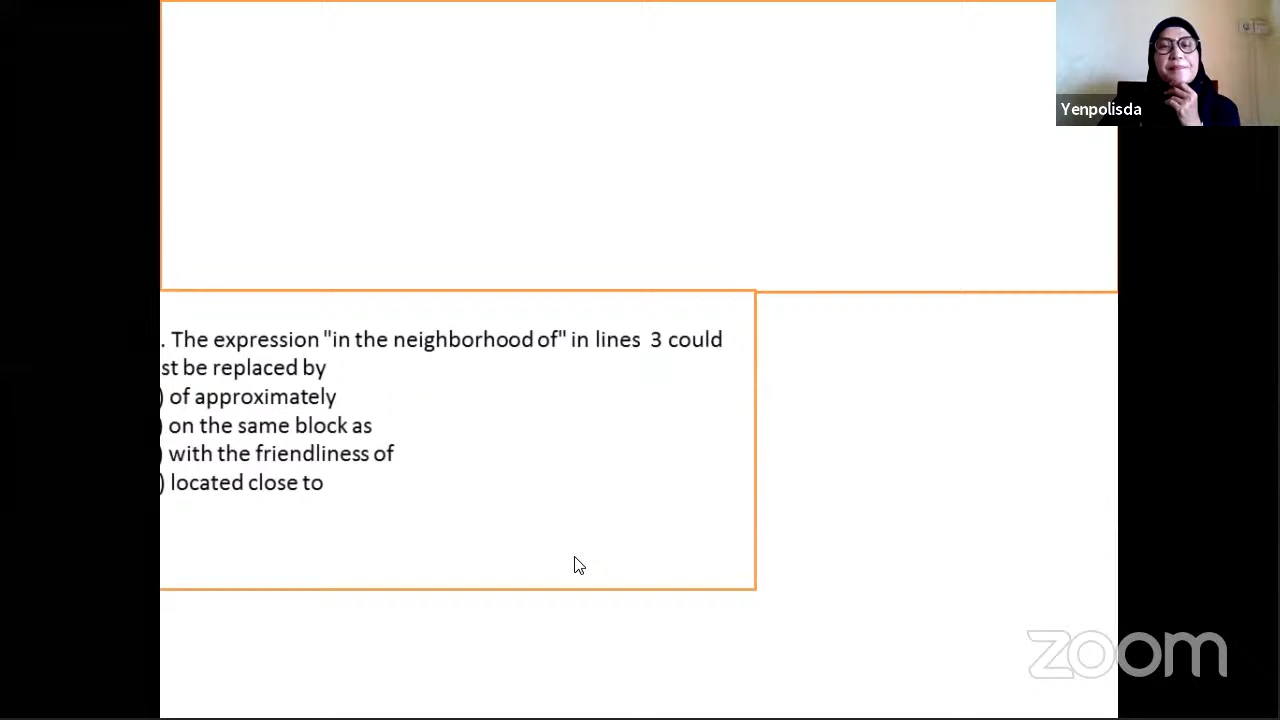 Yenpolisda
. The expression "in the neighborhood of" in lines 3 could
st be replaced by
) of approximately
) on the same block as
) with the friendliness of
) located close to
zoom